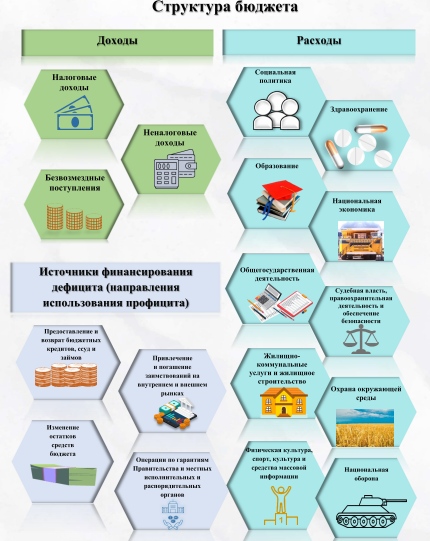 Структура бюджета
Доходы
Расходы
Налоговые
доходы
Неналоговые
доходы
Безвозмездные
поступления
Социальная
политика
Здравоохранение
Образование
Национальная
экономика
Общегосударственная
деятельность
Судебная власть,
правоохранительная
деятельность и
обеспечение
безопасности
Жилищно-
коммунальные
услуги и жилищное
строительство
Охрана окружающей
среды
Физическая культура,
спорт, культура и
средства массовой
информации
Национальная
оборона
Источники финансирования
дефицита (направления
использования профицита)
Предоставление и
возврат бюджетных
кредитов, ссуд и
займов
Привлечение
и погашение
заимствований на
внутреннем и внешнем
рынках
Изменение
остатков
средств
бюджета
Операции по гарантиям
Правительства и местных
исполнительных и
распорядительных
органов